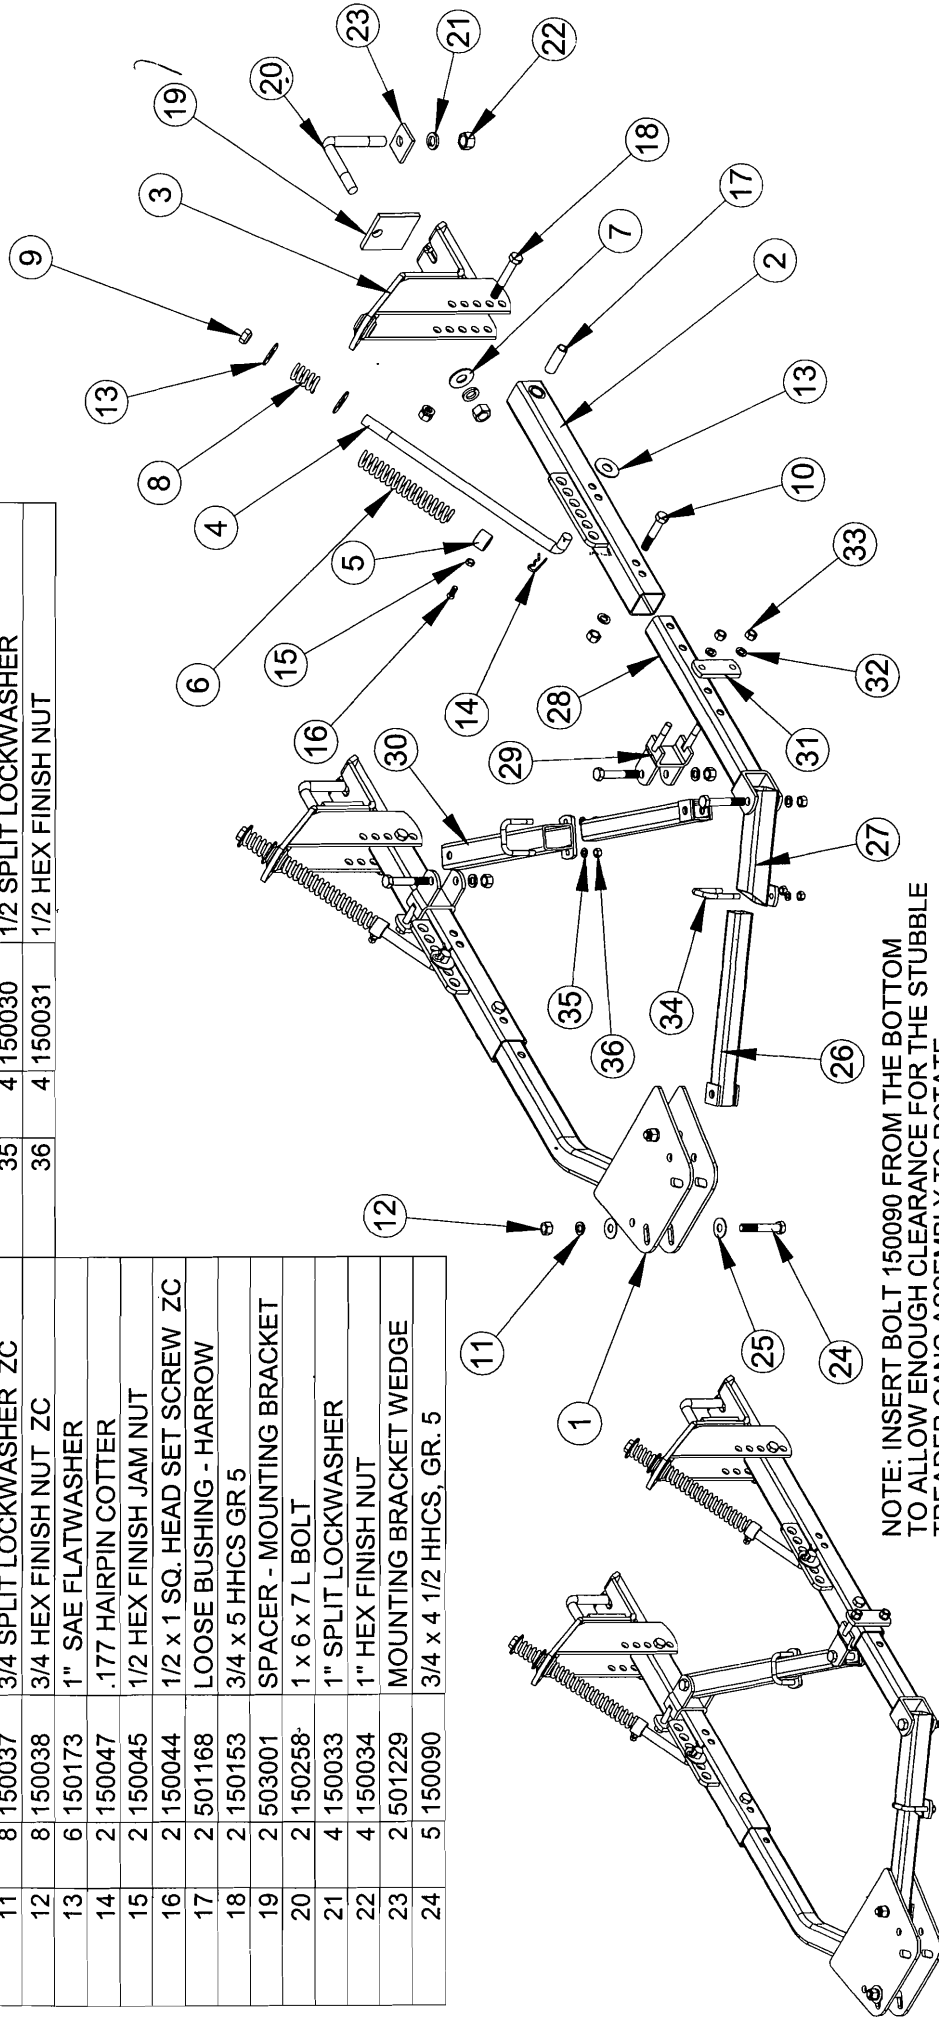 11 8 150037 3/4 SPLIT LOCKWASHER ZC
12 8 150038 3/4 HEX FINISH NUT ZC
13 6 150173 1" SAE FLATWASHER
14 2 150047 .177 HAIRPIN COTTER
15 2 150045 1/2 HEX FINISH JAM NUT
16 2 150044 1/2 x 1 SQ. HEAD SET SCREW ZC
17 2 501168 LOOSE BUSHING - HARROW
18 2 150153 3/4 x 5 HHCS GR 5
19 2 503001 SPACER - MOUNTING BRACKET
20 2 150258 1 x 6 x 7 L BOLT
21 4 150033 1" SPLIT LOCKWASHER
22 4 150034 1" HEX FINISH NUT
23 2 501229 MOUNTING BRACKET WEDGE
24 5 150090 3/4 x 4 1/2 HHCS, GR. 5
35 4 150030 1/2 SPLIT LOCKWASHER
36 4 150031 1/2 HEX FINISH NUT
9
13
8
4
6
5
15
16
14
30
29
28
19
20
3
23
21
22
18
7
17
2
13
10
33
32
31
27
34
26
35
36
12
11
1
25
24
NOTE: INSERT BOLT 150090 FROM THE BOTTOM
TO ALLOW ENOUGH CLEARANCE FOR THE STUBBLE
TREADER GANG ASSEMBLY TO ROTATE